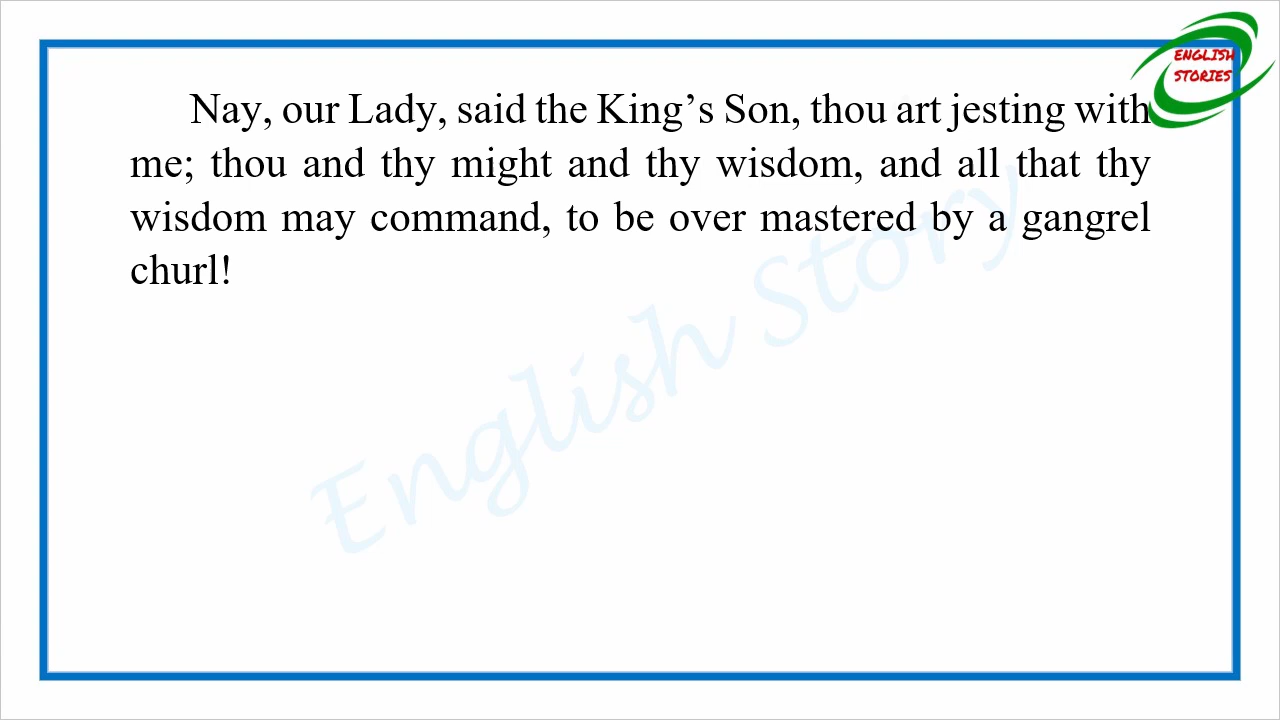 ENGLISH
STORIES
Nay, our Lady, said the King’s Son, thou art jesting with
me; thou and thy might and thy wisdom, and all that thy
wisdom may command, to be over mastered by a gangrel
churl!
English Story